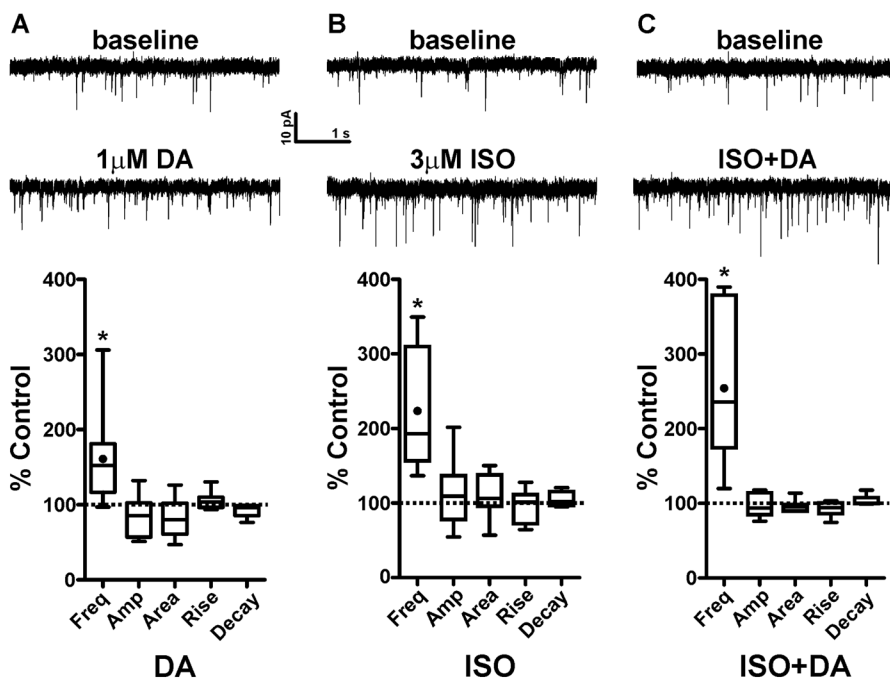 A
baseline
1μM DA
400
300
200
100
0
% Control
*
Freq
Amp
Area
Rise
Decay
DA
B
baseline
10 pA
1 s
3μM ISO
400
300
200
100
0
% Control
*
Freq
Amp
Area
Rise
Decay
ISO
C
baseline
ISO+DA
400
300
200
100
0
% Control
*
Freq
Amp
Area
Rise
Decay
ISO+DA